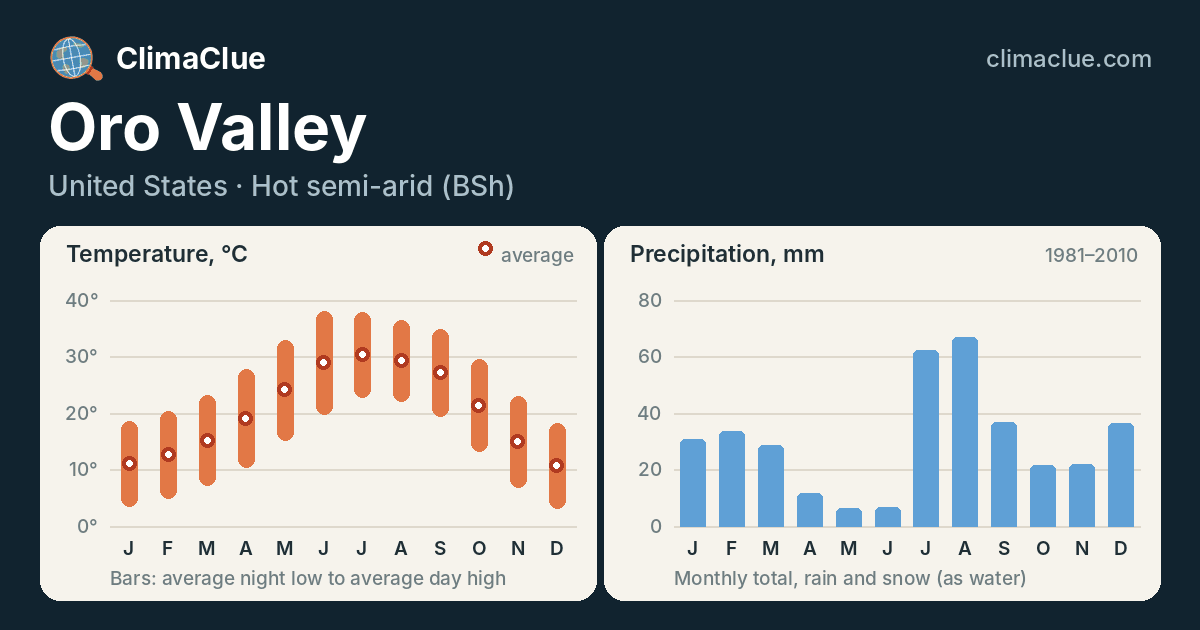 ClimaClue
climaclue.com
Oro Valley
United States · Hot semi-arid (BSh)
Temperature, °C
average
40°
30°
20°
10°
0°
J F M A M J J A S O N D
Bars: average night low to average day high
Precipitation, mm
1981–2010
80
60
40
20
0
J F M A M J J A S O N D
Monthly total, rain and snow (as water)